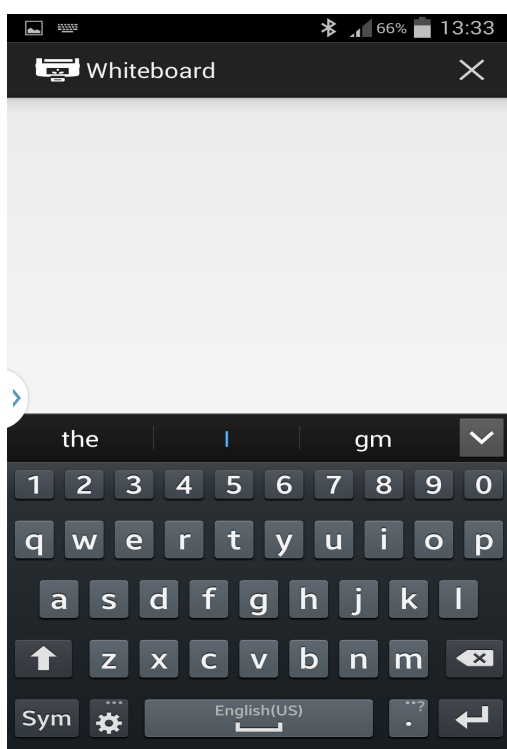 66% 13:33
Whiteboard
the I gm
1 2 3 4 5 6 7 8 9 0
q w e r t y u i o p
a s d f g h j k l
z x c v b n m
Sym English(US) ...? .